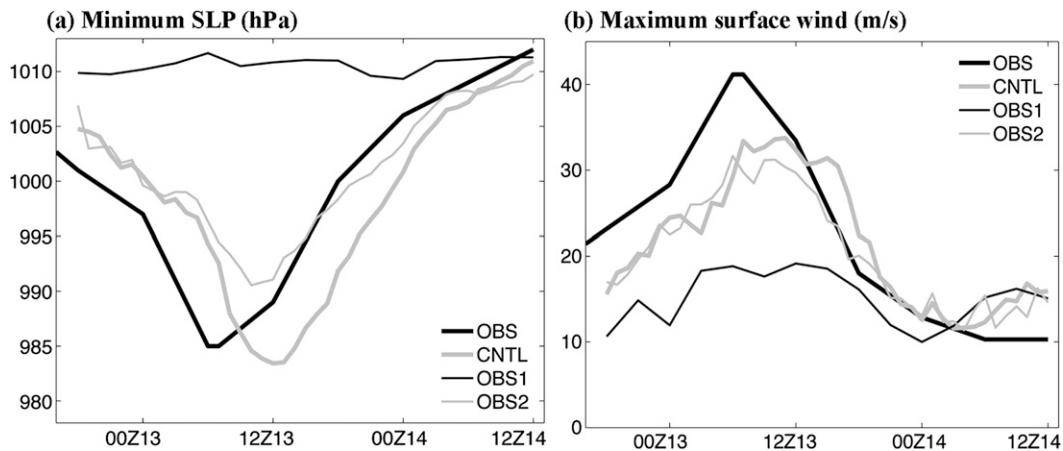 (a) Minimum SLP (hPa)
1010
1005
1000
995
990
985
980
OBS
CNTL
OBS1
OBS2
00Z13
12Z13
00Z14
12Z14
(b) Maximum surface wind (m/s)
40
30
20
10
0
OBS
CNTL
OBS1
OBS2
00Z13
12Z13
00Z14
12Z14